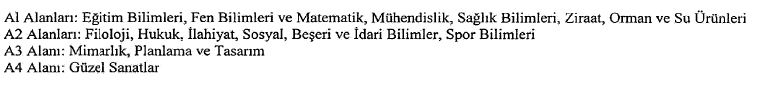 A1 Alanları: Eğitim Bilimleri, Fen Bilimleri ve Matematik, Mühendislik, Sağlık Bilimleri, Ziraat, Orman ve Su Ürünleri
A2 Alanları: Filoloji, Hukuk, İlahiyat, Sosyal, Beşeri ve İdari Bilimler, Spor Bilimleri
A3 Alanı: Mimarlık, Planlama ve Tasarım
A4 Alanı: Güzel Sanatlar